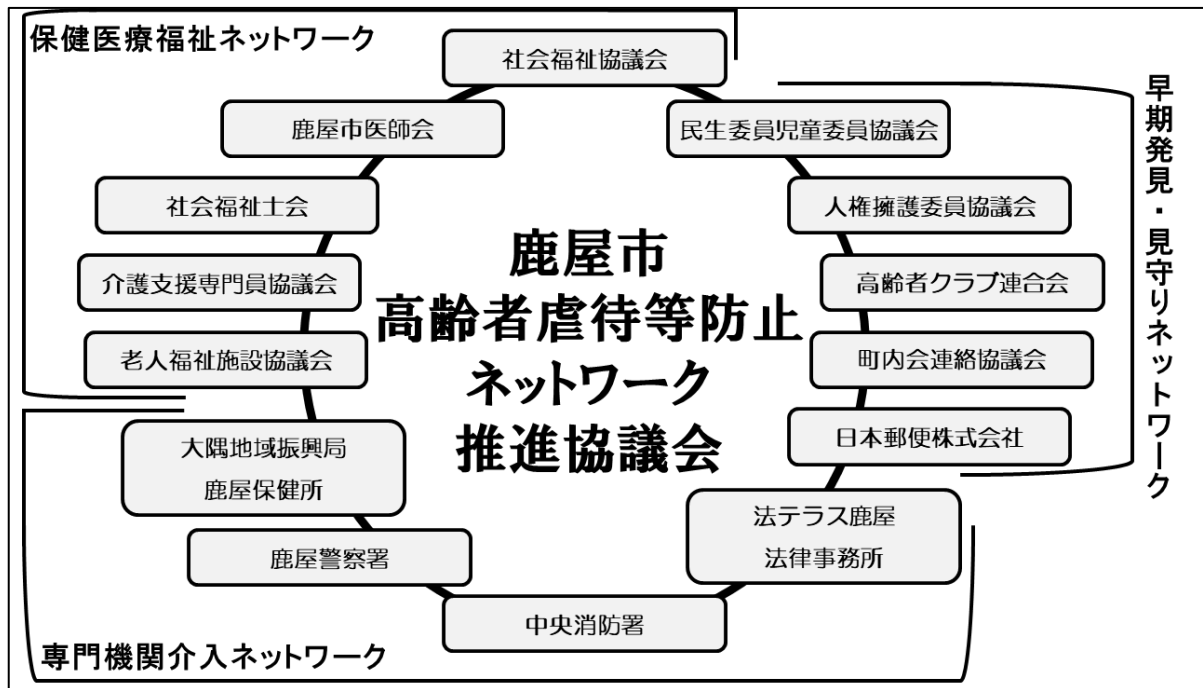 保健医療福祉ネットワーク
社会福祉協議会
鹿屋市医師会
民生委員児童委員協議会
社会福祉士会
人権擁護委員協議会
介護支援専門員協議会
高齢者クラブ連合会
老人福祉施設協議会
町内会連絡協議会
日本郵便株式会社
大隅地域振興局
鹿屋保健所
法テラス鹿屋
法律事務所
鹿屋警察署
中央消防署
鹿屋市
高齢者虐待等防止
ネットワーク
推進協議会
早期発見・見守りネットワーク
専門機関介入ネットワーク